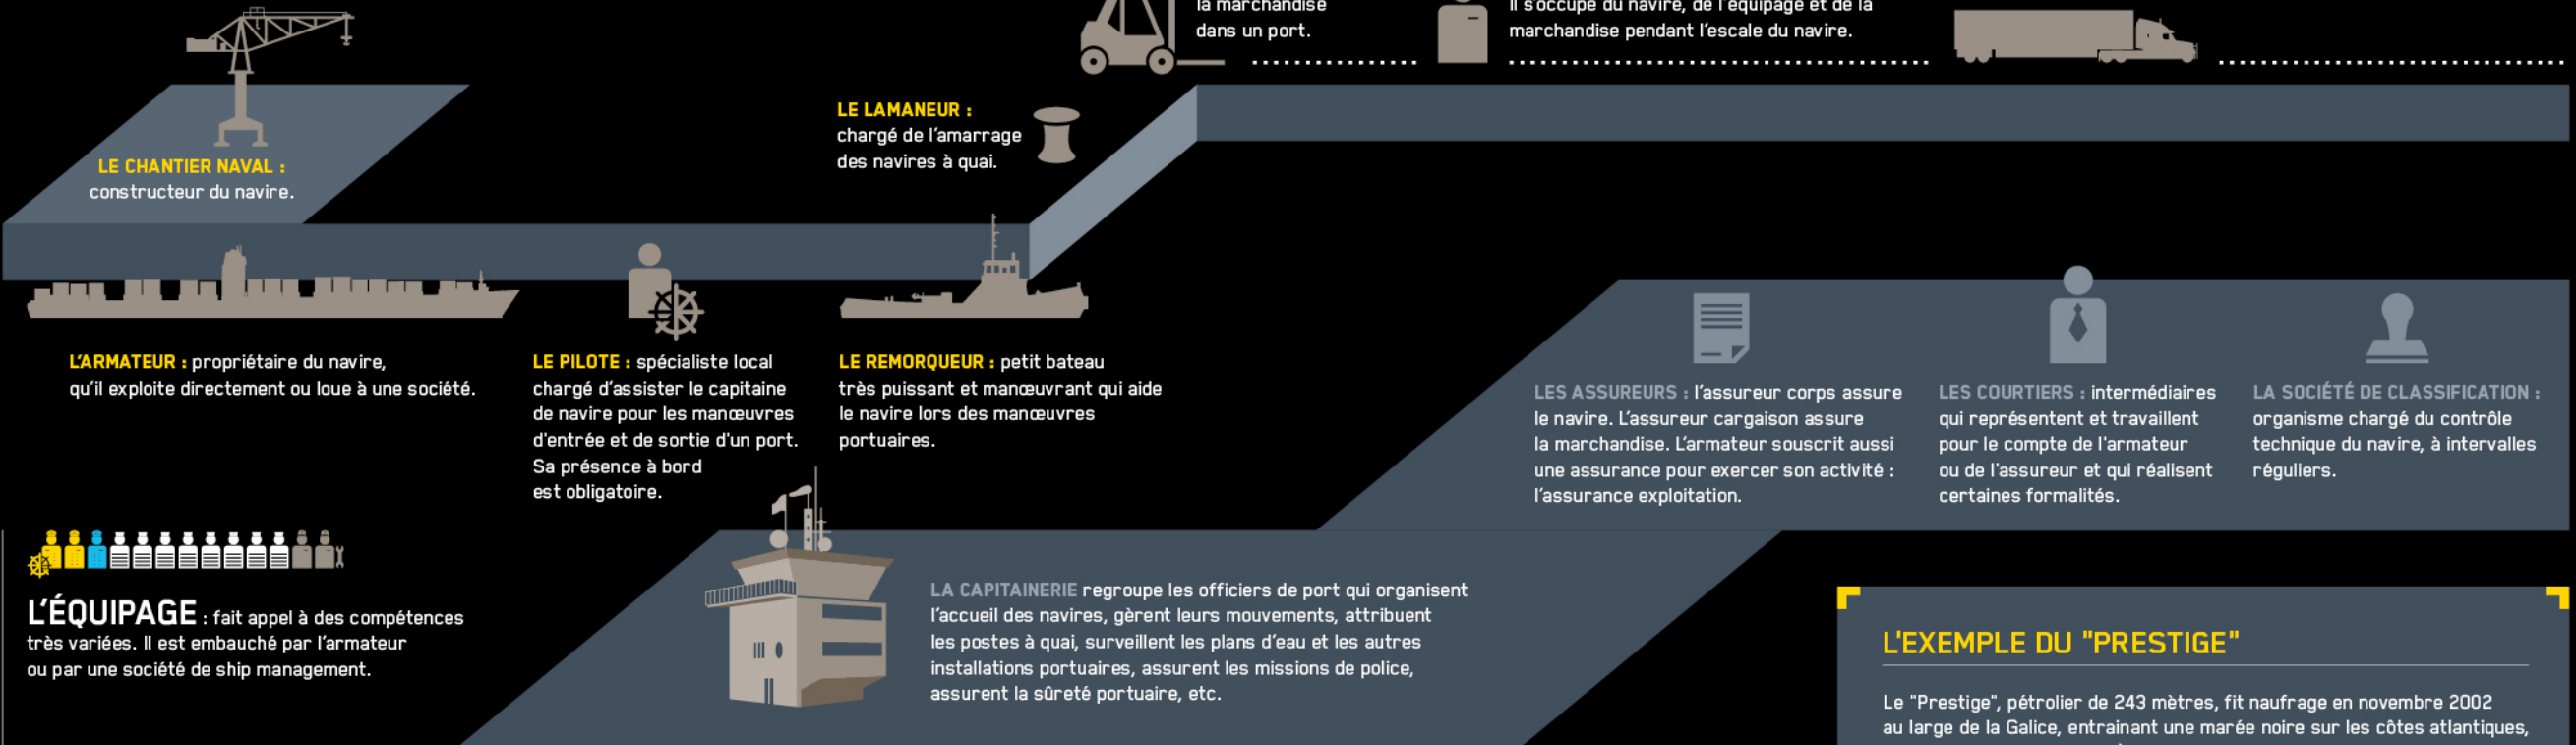 la marchandise
dans un port.
Il s'occupe du navire, de l'équipage et de la
marchandise pendant l'escale du navire.
LE LAMANEUR :
chargé de l'amarrage
des navires à quai.
LE CHANTIER NAVAL :
constructeur du navire.
L'ARMATEUR : propriétaire du navire,
qu'il exploite directement ou loue à une société.
LE PILOTE : spécialiste local
chargé d'assister le capitaine
de navire pour les manœuvres
d'entrée et de sortie d'un port.
Sa présence à bord
est obligatoire.
LE REMORQUEUR : petit bateau
très puissant et manœuvrant qui aide
le navire lors des manœuvres
portuaires.
LES ASSUREURS : l'assureur corps assure
le navire. L'assureur cargaison assure
la marchandise. L'armateur souscrit aussi
une assurance pour exercer son activité :
l'assurance exploitation.
LES COURTIERS : intermédiaires
qui représentent et travaillent
pour le compte de l'armateur
ou de l'assureur et qui réalisent
certaines formalités.
LA SOCIÉTÉ DE CLASSIFICATION :
organisme chargé du contrôle
technique du navire, à intervalles
réguliers.
L'ÉQUIPAGE : fait appel à des compétences
très variées. Il est embauché par l'armateur
ou par une société de ship management.
LA CAPITAINERIE regroupe les officiers de port qui organisent
l'accueil des navires, gèrent leurs mouvements, attribuent
les postes à quai, surveillent les plans d'eau et les autres
installations portuaires, assurent les missions de police,
assurent la sûreté portuaire, etc.
L'EXEMPLE DU "PRESTIGE"
Le "Prestige", pétrolier de 243 mètres, fit naufrage en novembre 2002
au large de la Galice, entrainant une marée noire sur les côtes atlantiques,